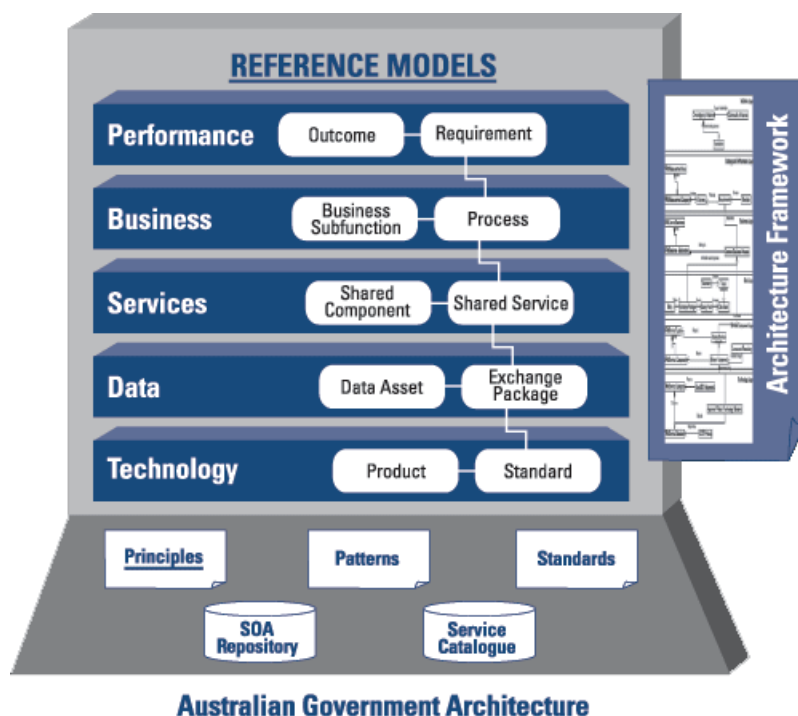 REFERENCE MODELS
Performance
Outcome
Requirement
Business
Business
Subfunction
Process
Services
Shared
Component
Shared Service
Data
Data Asset
Exchange
Package
Technology
Product
Standard
Architecture Framework
Principles
Patterns
Standards
SOA
Repository
Service
Catalogue
Australian Government Architecture